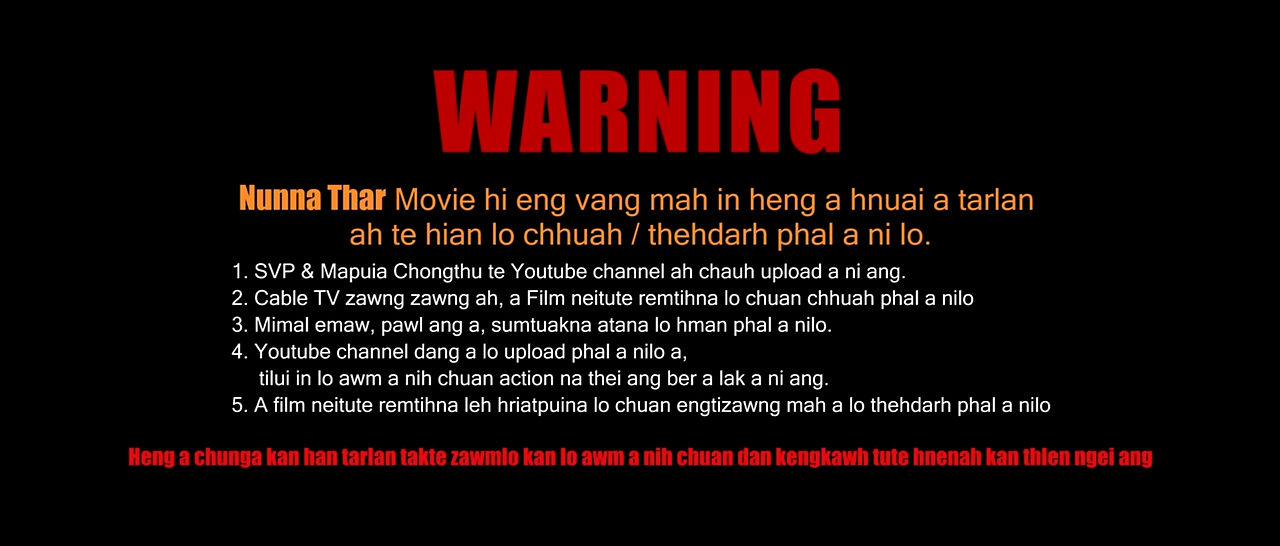 WARNING
Nunna Thar Movie hi eng vang mah in heng a hnuai a tarlan
ah te hian lo chhuah / thehdarh phal a ni lo.
1. SVP & Mapuia Chongthu te Youtube channel ah chauh upload a ni ang.
2. Cable TV zawng zawng ah, a Film neitute remtihna lo chuan chhuah phal a nilo
3. Mimal emaw, pawl ang a, sumtuakna atana lo hman phal a nilo.
4. Youtube channel dang a lo upload phal a nilo a,
tilui in lo awm a nih chuan action na thei ang ber a lak a ni ang.
5. A film neitute remtihna leh hriatpuina lo chuan engtizawng mah a lo thehdarh phal a nilo
Heng a chunga kan han tarlan takte zawmlo kan lo awm a nih chuan dan kengkawh tute hnenah kan thlen ngei ang